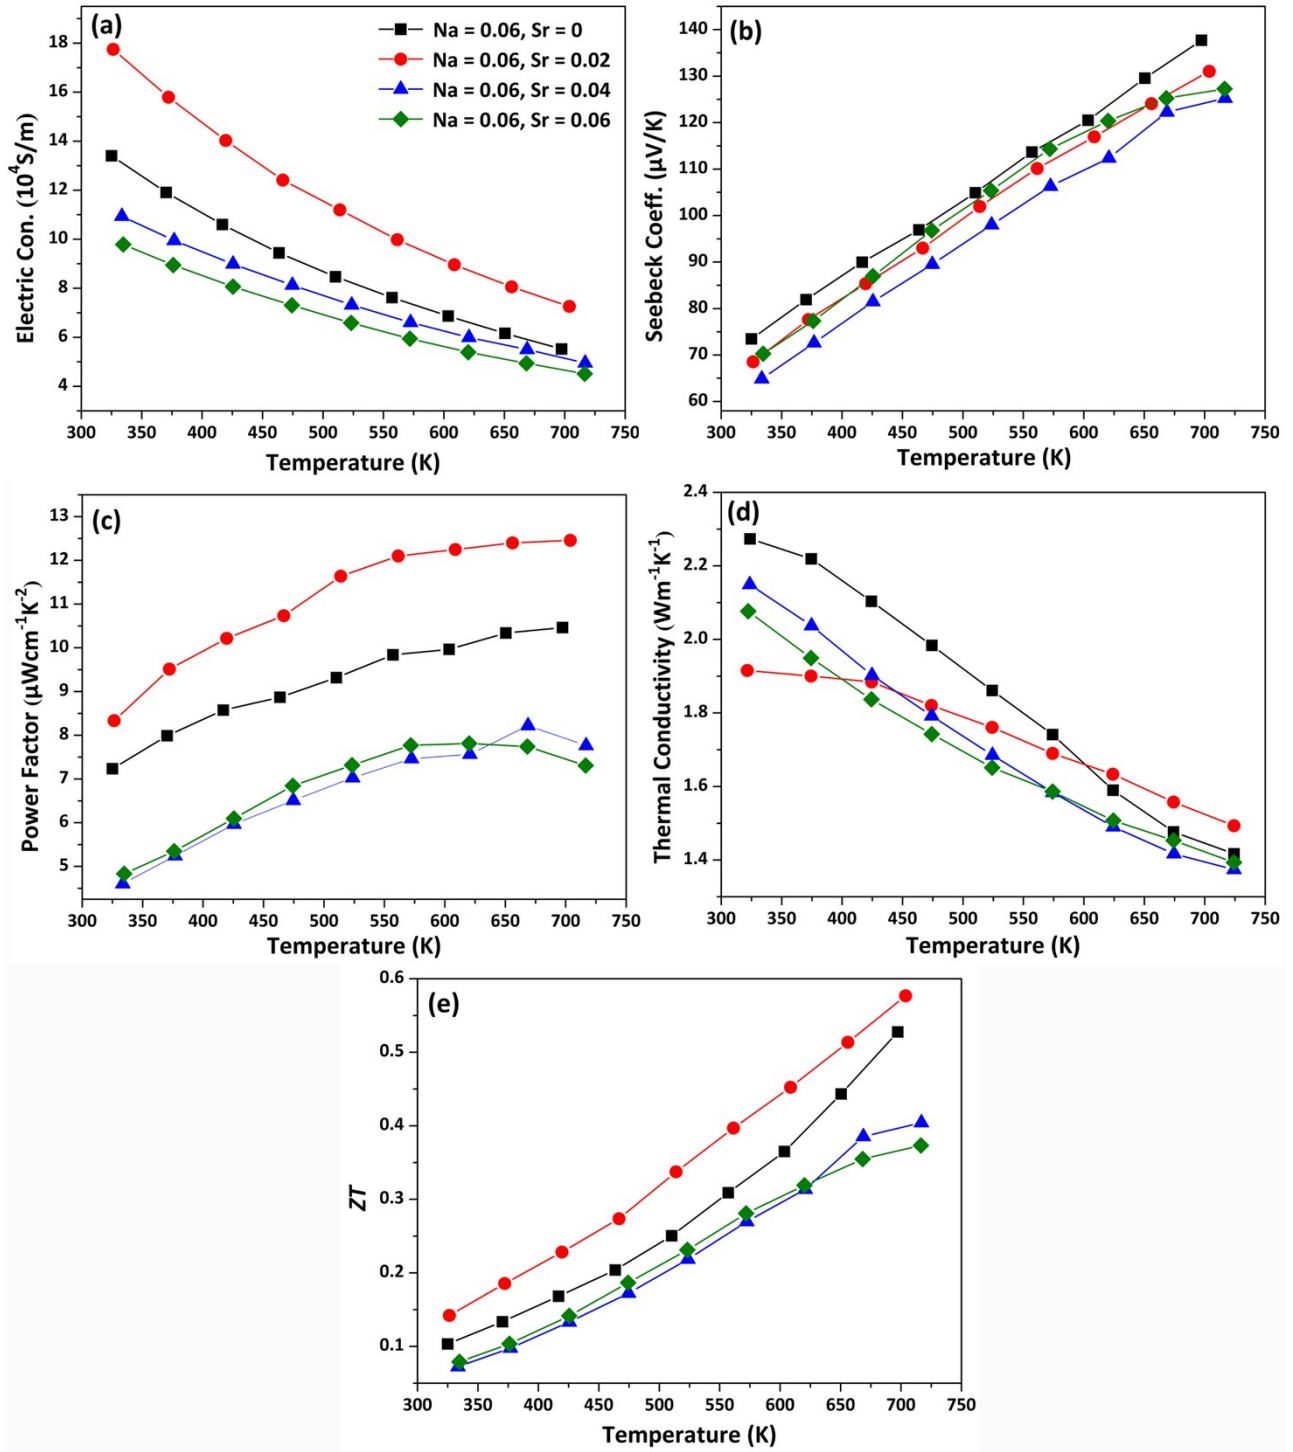 (a)
Na = 0.06, Sr = 0
Na = 0.06, Sr = 0.02
Na = 0.06, Sr = 0.04
Na = 0.06, Sr = 0.06
18
16
14
12
10
8
6
4
Electric Con. (10⁴S/m)
300 350 400 450 500 550 600 650 700 750
Temperature (K)
(b)
140
130
120
110
100
90
80
70
60
Seebeck Coeff. (μV/K)
300 350 400 450 500 550 600 650 700 750
Temperature (K)
(c)
13
12
11
10
9
8
7
6
5
Power Factor (μWcm⁻¹K⁻²)
300 350 400 450 500 550 600 650 700 750
Temperature (K)
(d)
2.4
2.2
2.0
1.8
1.6
1.4
Thermal Conductivity (Wm⁻¹K⁻¹)
300 350 400 450 500 550 600 650 700 750
Temperature (K)
(e)
0.6
0.5
0.4
0.3
0.2
0.1
ZT
300 350 400 450 500 550 600 650 700 750
Temperature (K)